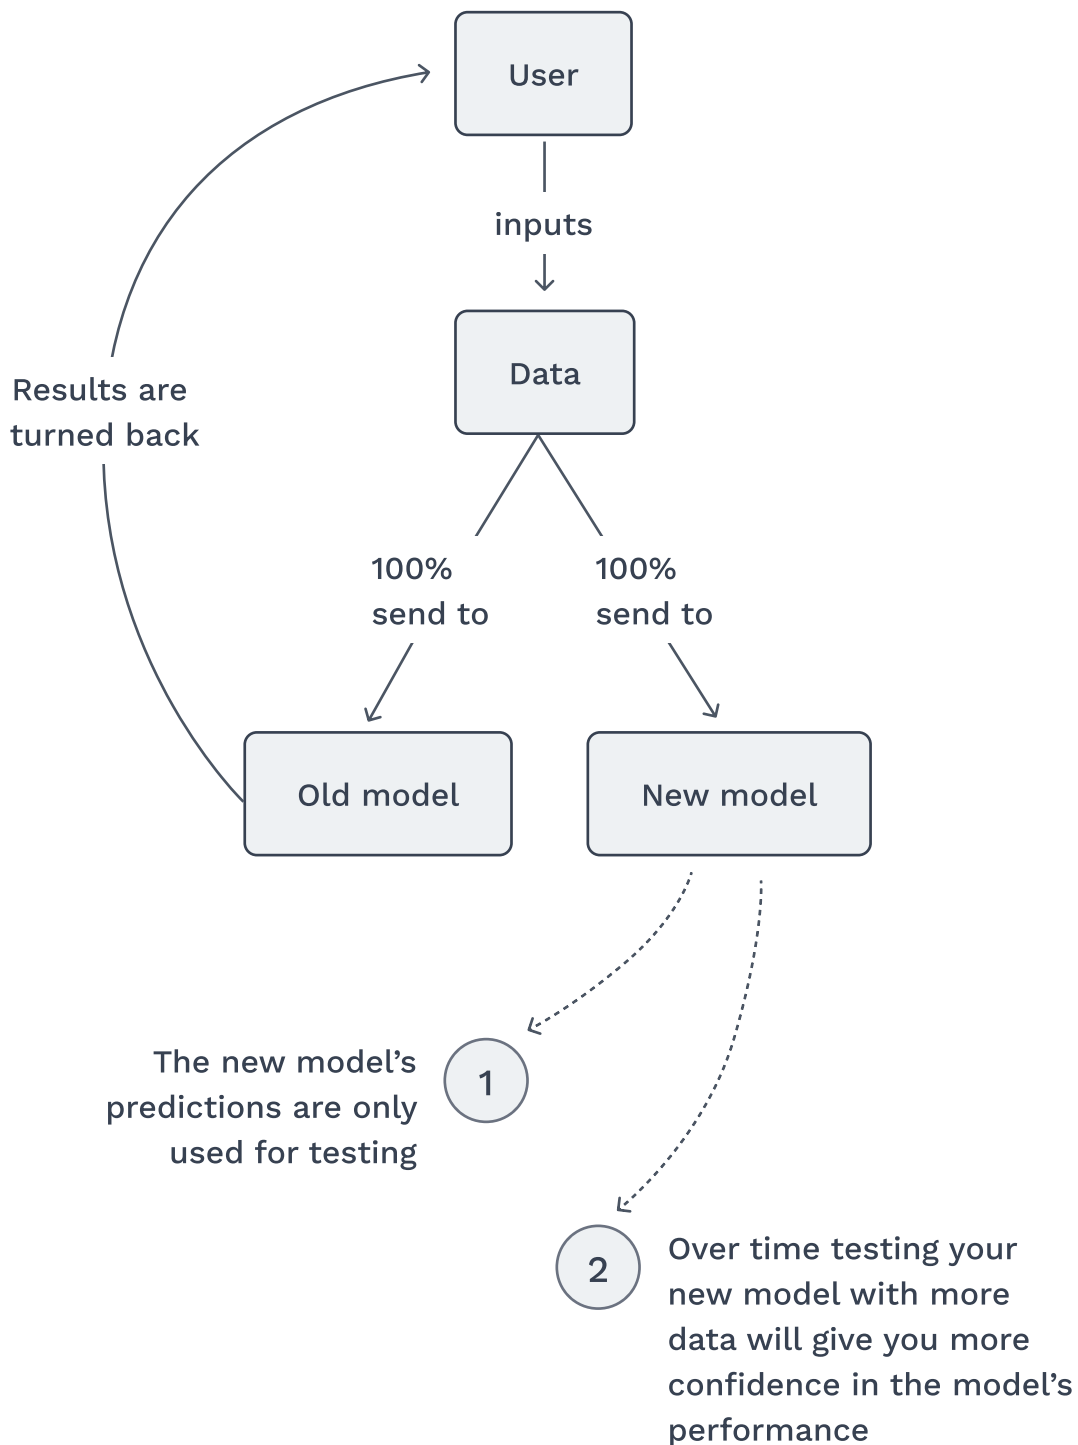 User
inputs
Data
Results are
turned back
100%
send to
100%
send to
Old model
New model
The new model’s
predictions are only
used for testing
1
2
Over time testing your
new model with more
data will give you more
confidence in the model’s
performance